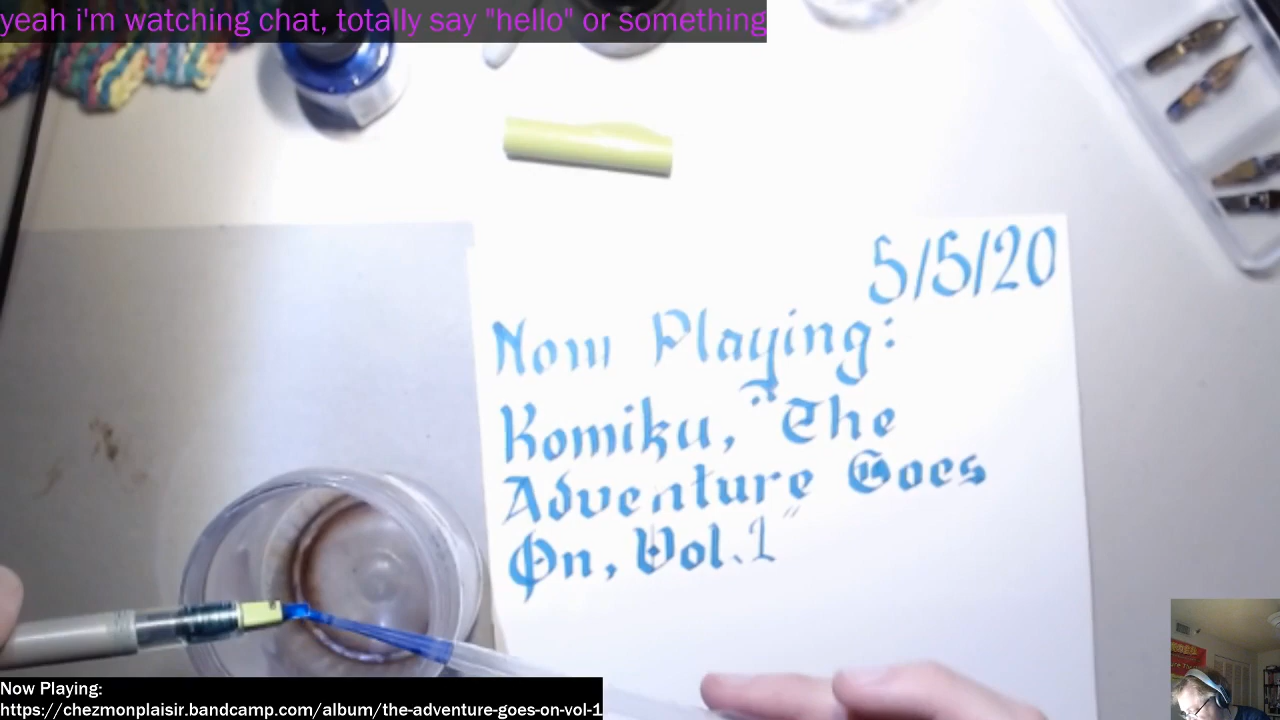 yeah i'm watching chat, totally say "hello" or something
5/5/20
Now Playing:
Komiku, "The
Adventure Goes
On, Vol. 1"
Now Playing:
https://chezmonplaisir.bandcamp.com/album/the-adventure-goes-on-vol-1